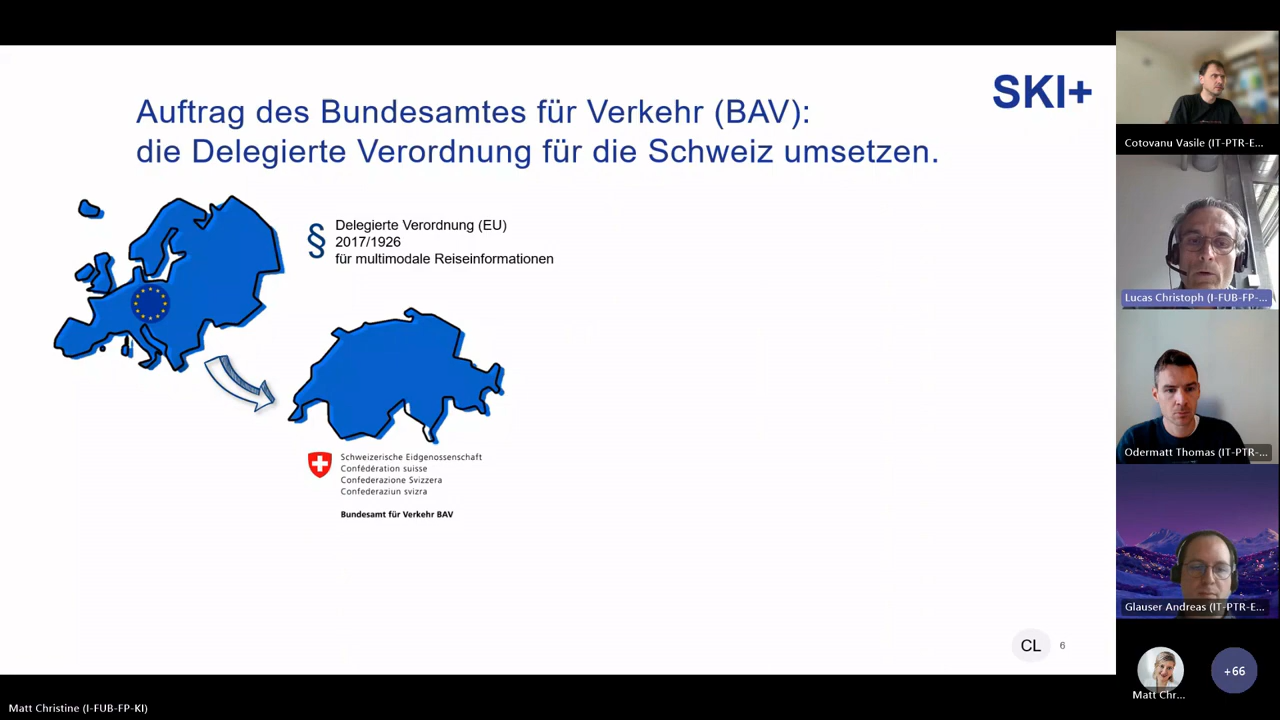 SKI+
Auftrag des Bundesamtes für Verkehr (BAV):
die Delegierte Verordnung für die Schweiz umsetzen.
§
Delegierte Verordnung (EU)
2017/1926
für multimodale Reiseinformationen
Schweizerische Eidgenossenschaft
Confédération suisse
Confederazione Svizzera
Confederaziun svizra
Bundesamt für Verkehr BAV
CL
6
Cotovanu Vasile (IT-PTR-E...
Lucas Christoph (I-FUB-FP-...
Odermatt Thomas (IT-PTR-...
Glauser Andreas (IT-PTR-E...
Matt Chr...
+66
Matt Christine (I-FUB-FP-KI)